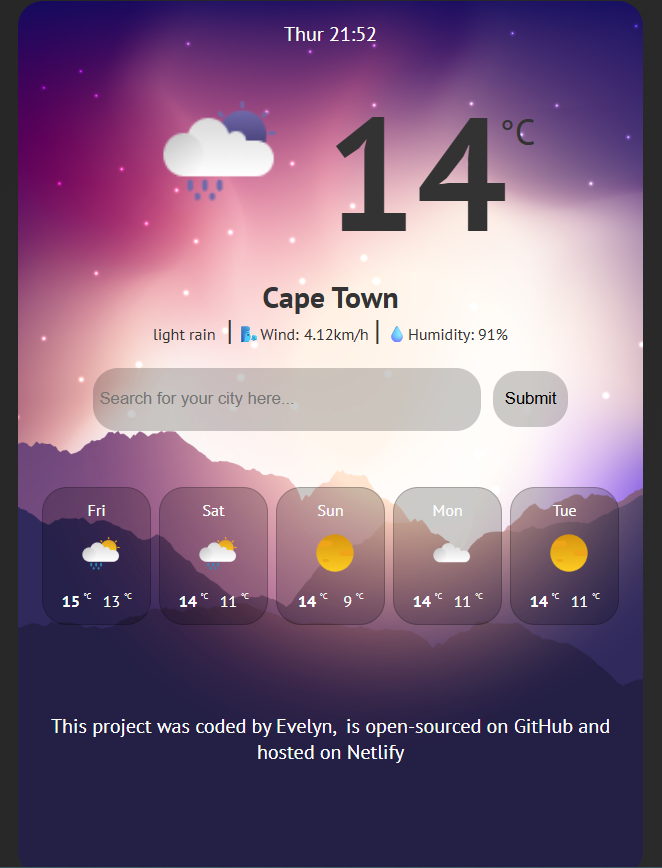 Thur 21:52
14 °C
Cape Town
light rain | Wind: 4.12km/h | Humidity: 91%
Search for your city here... Submit
Fri Sat Sun Mon Tue
15 °C 13 °C 14 °C 11 °C 14 °C 9 °C 14 °C 11 °C 14 °C 11 °C
This project was coded by Evelyn,  is open-sourced on GitHub and
hosted on Netlify